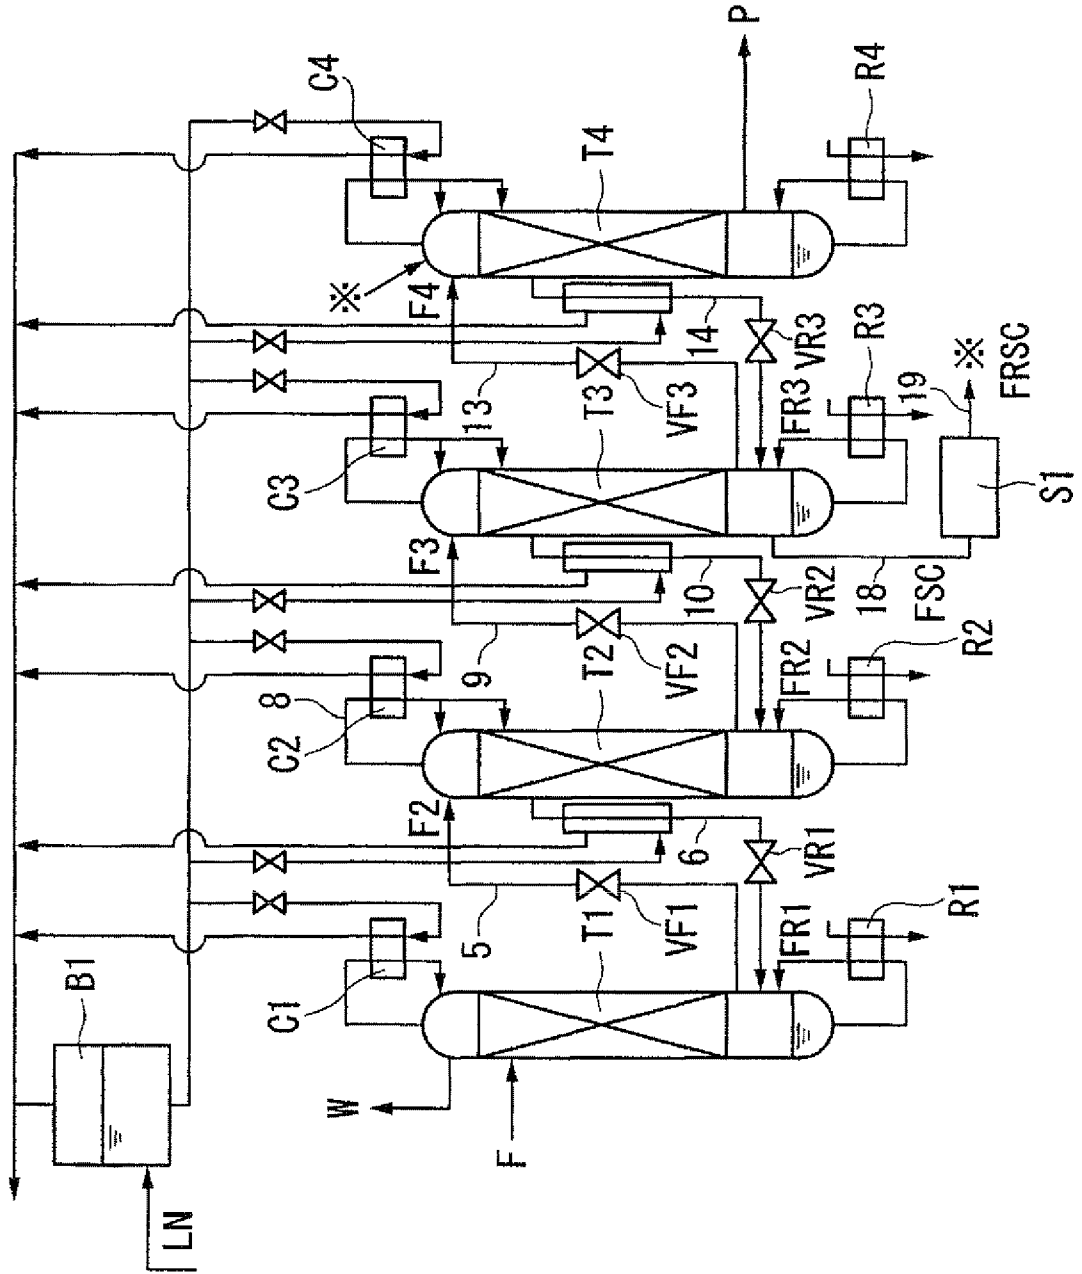 LN
B1
W
F
C1
T1
5
VF1
F2
6
VR1
FR1
R1
C2
8
T2
9
VF2
F3
10
VR2
FR2
R2
18
FSC
S1
19
※
FRSC
C3
T3
13
VF3
F4
14
VR3
FR3
R3
※
C4
T4
R4
P